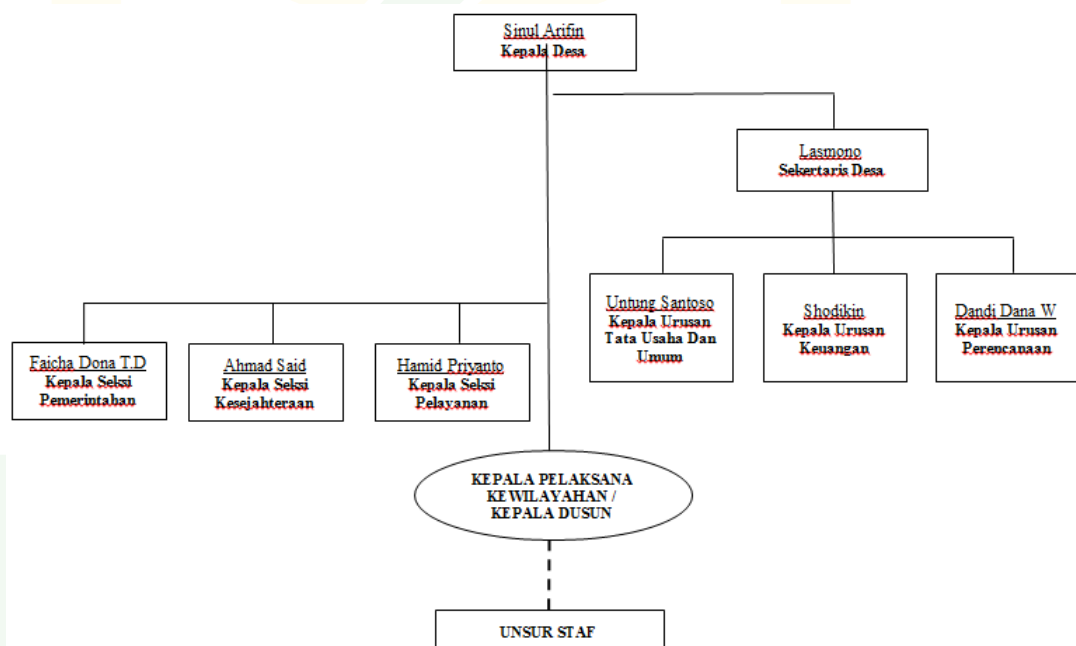 Sinul Arifin
Kepala Desa
Lasmono
Sekertaris Desa
Untung Santoso
Kepala Urusan
Tata Usaha Dan
Umum
Shodikin
Kepala Urusan
Keuangan
Dandi Dana W
Kepala Urusan
Perencanaan
Faicha Dona T.D
Kepala Seksi
Pemerintahan
Ahmad Said
Kepala Seksi
Kesejahteraan
Hamid Priyanto
Kepala Seksi
Pelayanan
KEPALA PELAKSANA
KEWILAYAHAN /
KEPALA DUSUN
UNSUR STAF